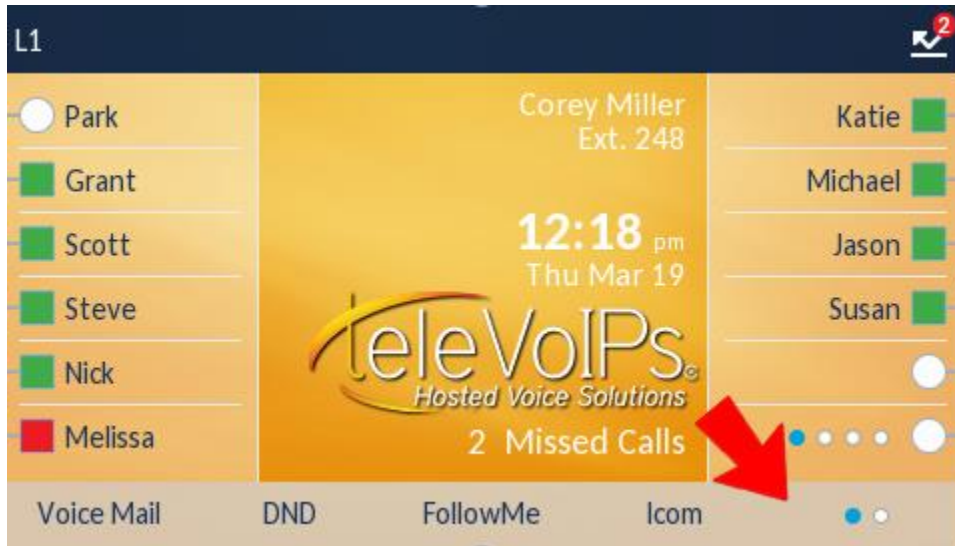 L1
2
Park
Grant
Scott
Steve
Nick
Melissa
Corey Miller
Ext. 248
12:18 pm
Thu Mar 19
teleVoIPs®
Hosted Voice Solutions
2 Missed Calls
Katie
Michael
Jason
Susan
Voice Mail DND FollowMe Icom